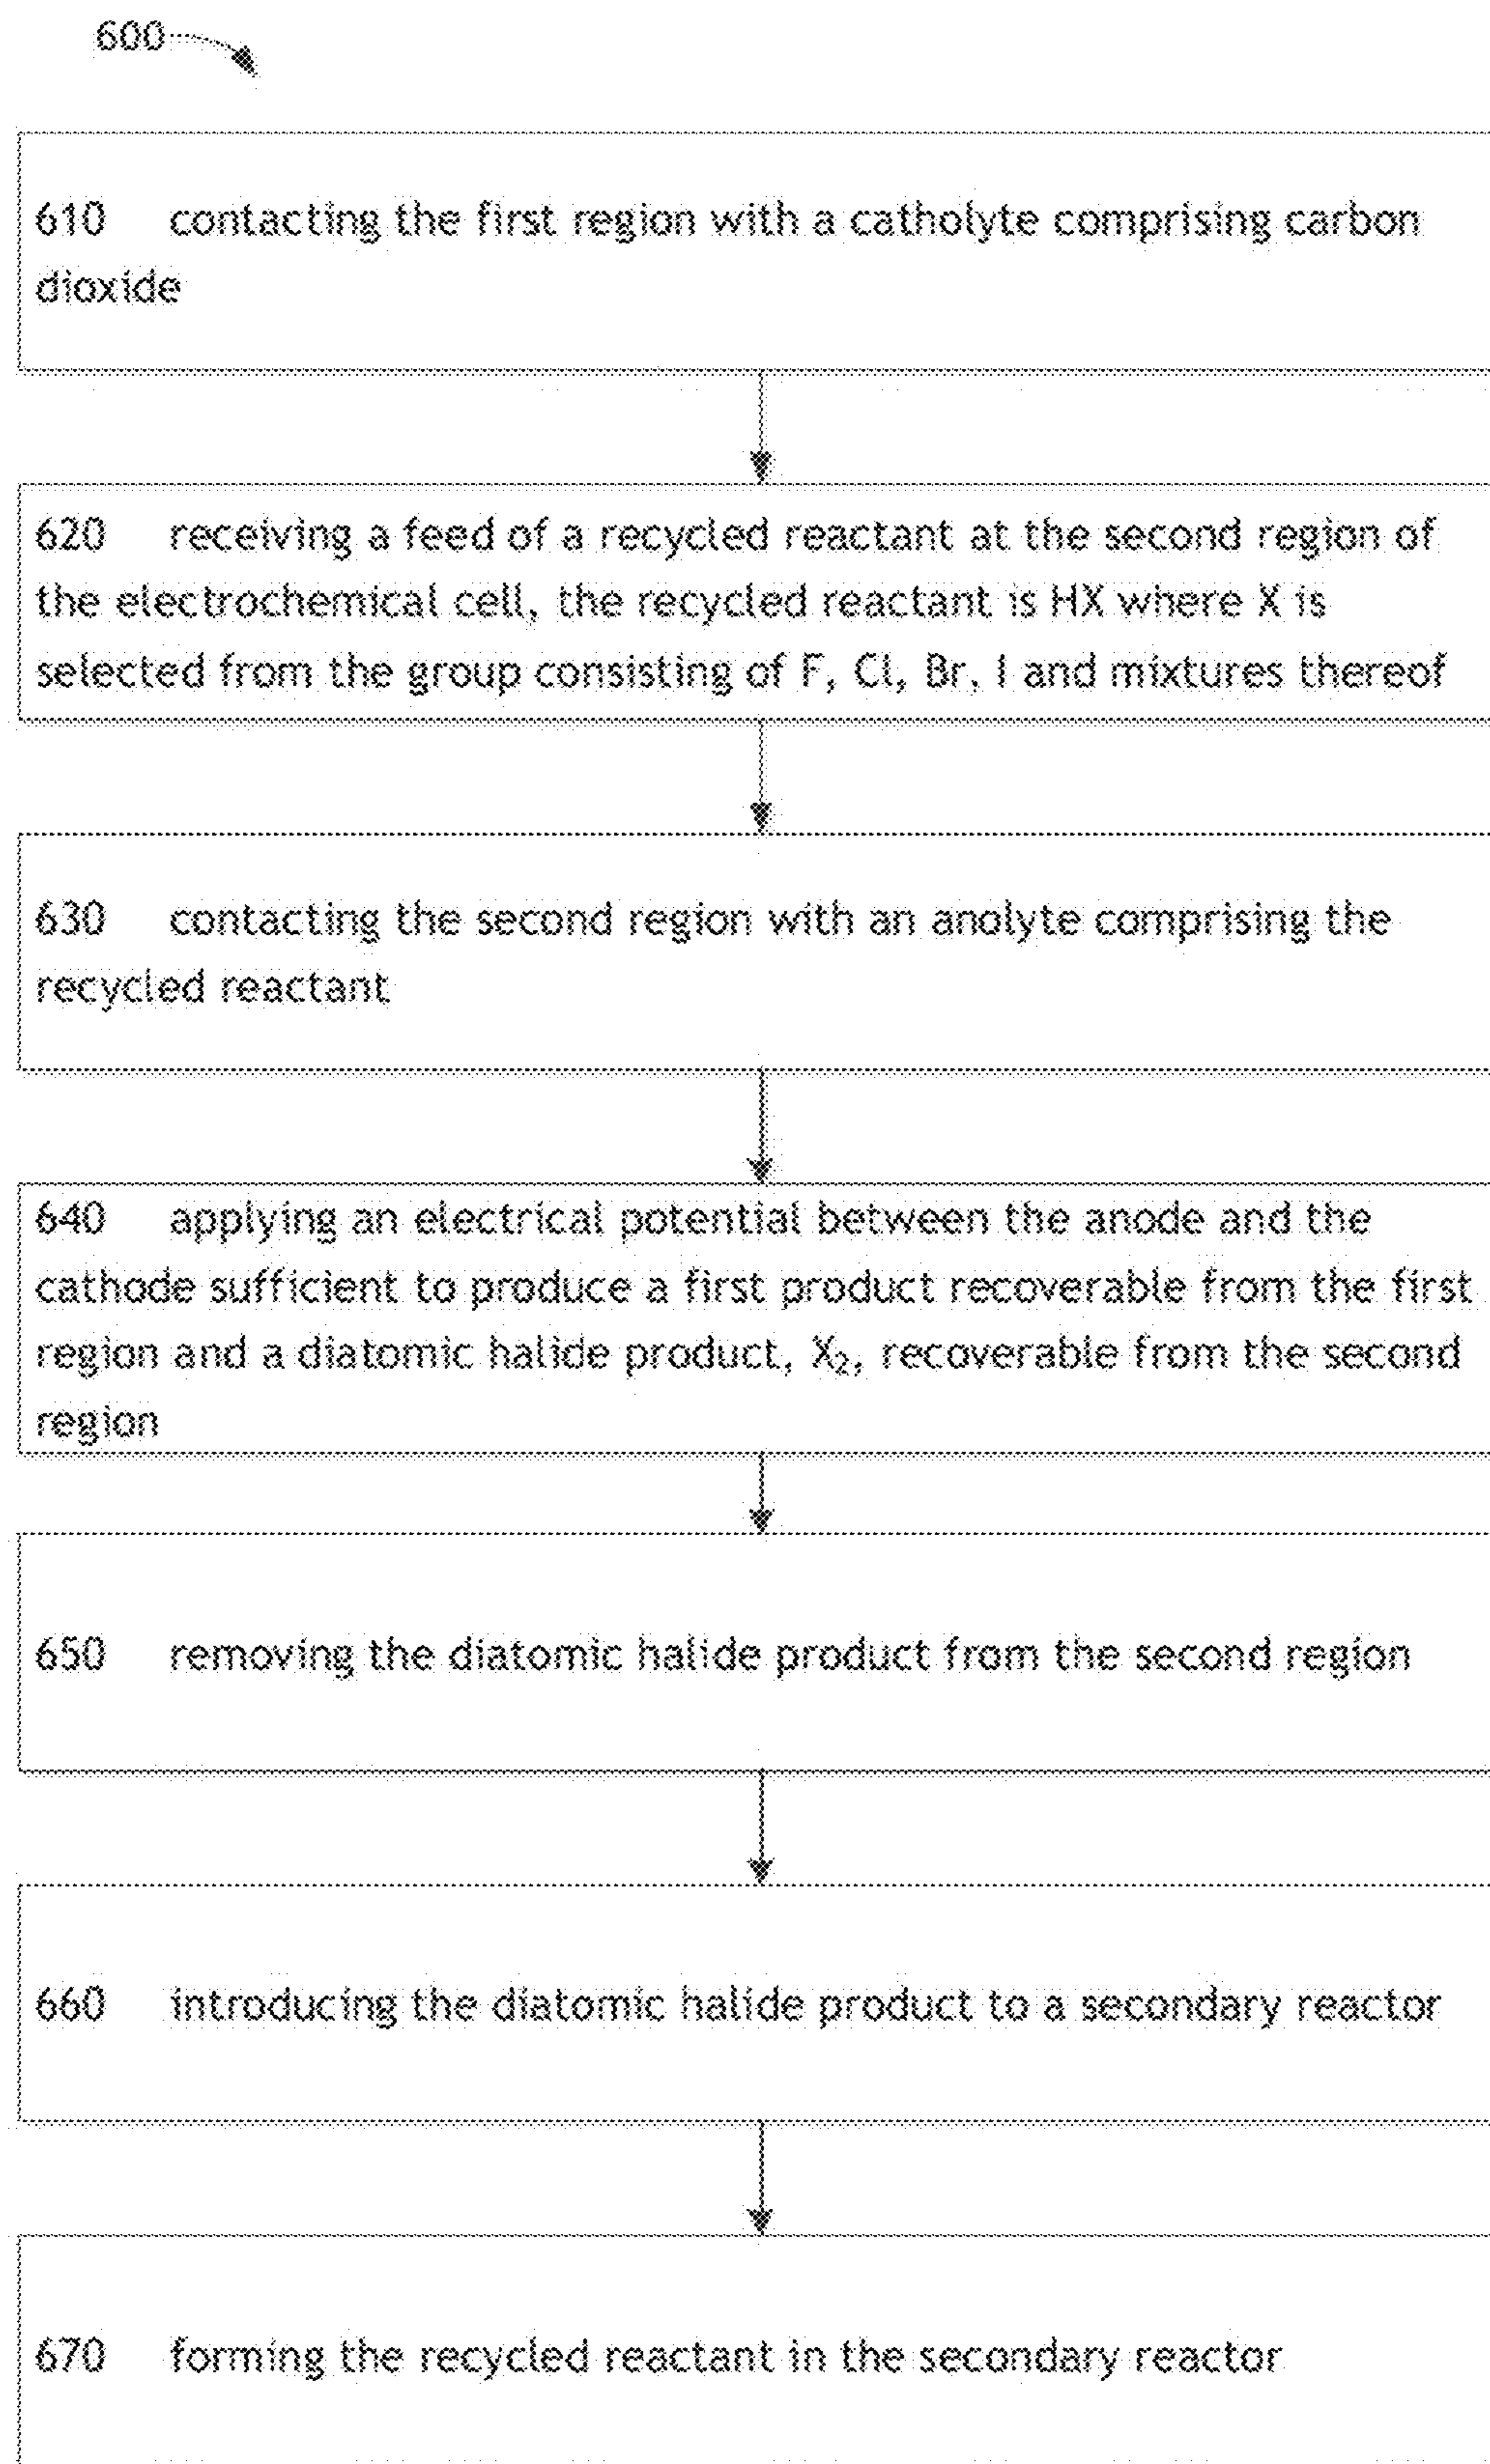 600
610 contacting the first region with a catholyte comprising carbon
dioxide
620 receiving a feed of a recycled reactant at the second region of
the electrochemical cell, the recycled reactant is HX where X is
selected from the group consisting of F, Cl, Br, I and mixtures thereof
630 contacting the second region with an anolyte comprising the
recycled reactant
640 applying an electrical potential between the anode and the
cathode sufficient to produce a first product recoverable from the first
region and a diatomic halide product, X₂, recoverable from the second
region
650 removing the diatomic halide product from the second region
660 introducing the diatomic halide product to a secondary reactor
670 forming the recycled reactant in the secondary reactor